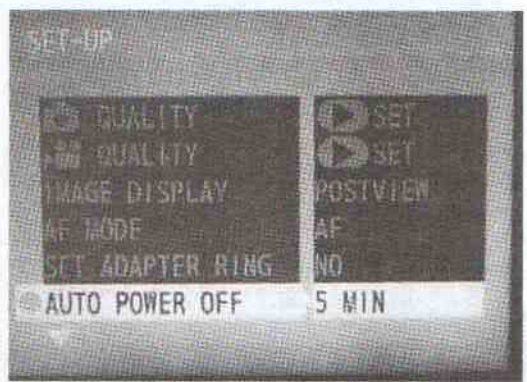 SET-UP
QUALITY SET
QUALITY SET
IMAGE DISPLAY POSTVIEW
AF MODE AF
SET ADAPTER RING NO
AUTO POWER OFF 5 MIN